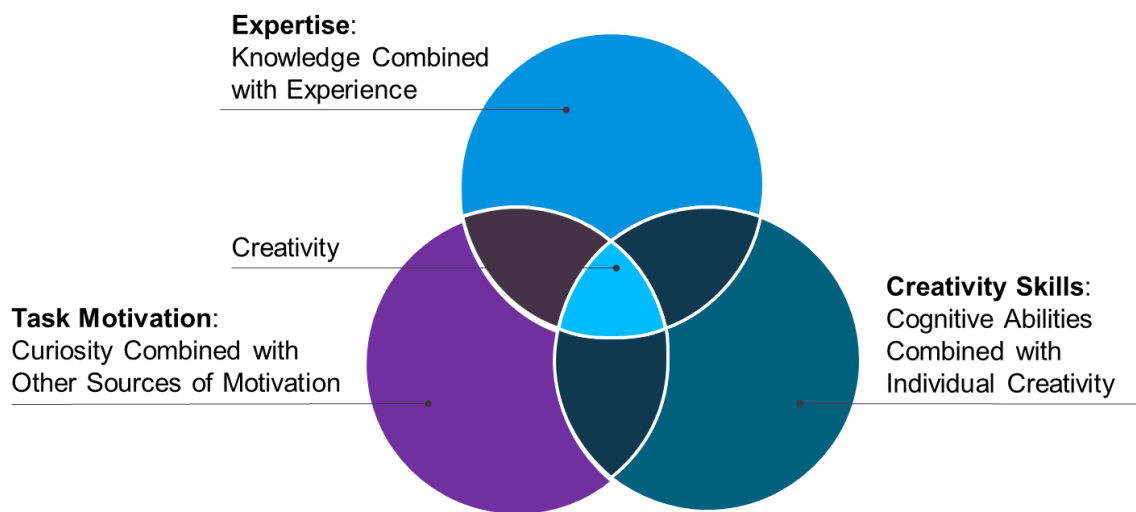 Expertise:
Knowledge Combined
with Experience
Creativity
Task Motivation:
Curiosity Combined with
Other Sources of Motivation
Creativity Skills:
Cognitive Abilities
Combined with
Individual Creativity